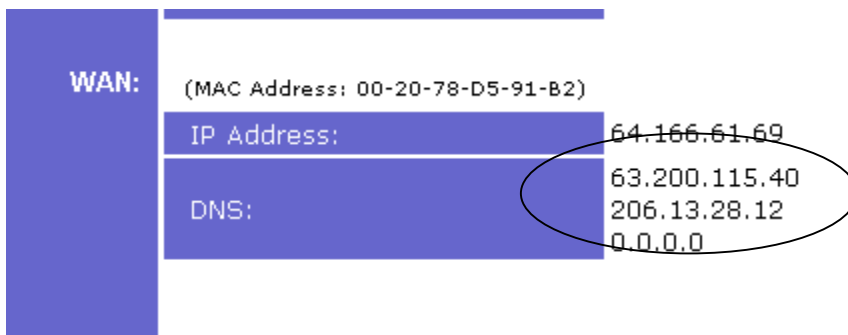 WAN:
(MAC Address: 00-20-78-D5-91-B2)
IP Address: 64.166.61.69
DNS: 63.200.115.40
206.13.28.12
0.0.0.0